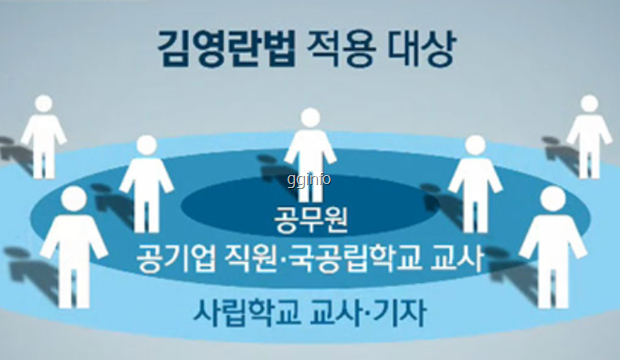 김영란법 적용 대상
gginfo
공무원
공기업 직원·국공립학교 교사
사립학교 교사·기자